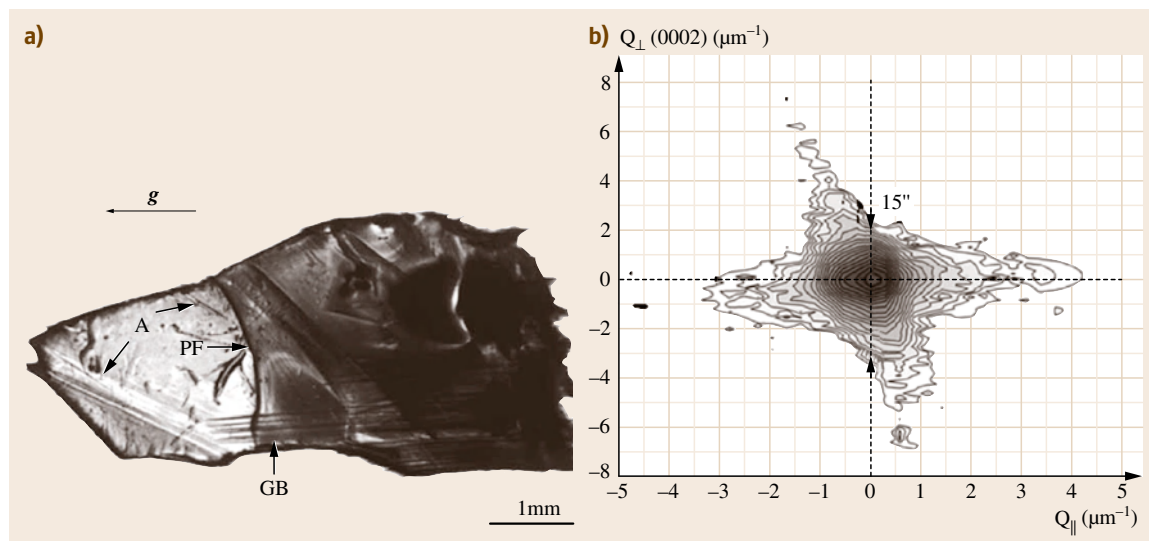 a)
g
A
PF
GB
1mm
b) Q⊥ (0002) (µm⁻¹)
8
6
4
15"
2
0
–2
–4
–6
–8
–5 –4 –3 –2 –1 0 1 2 3 4 5
Q∥ (µm⁻¹)